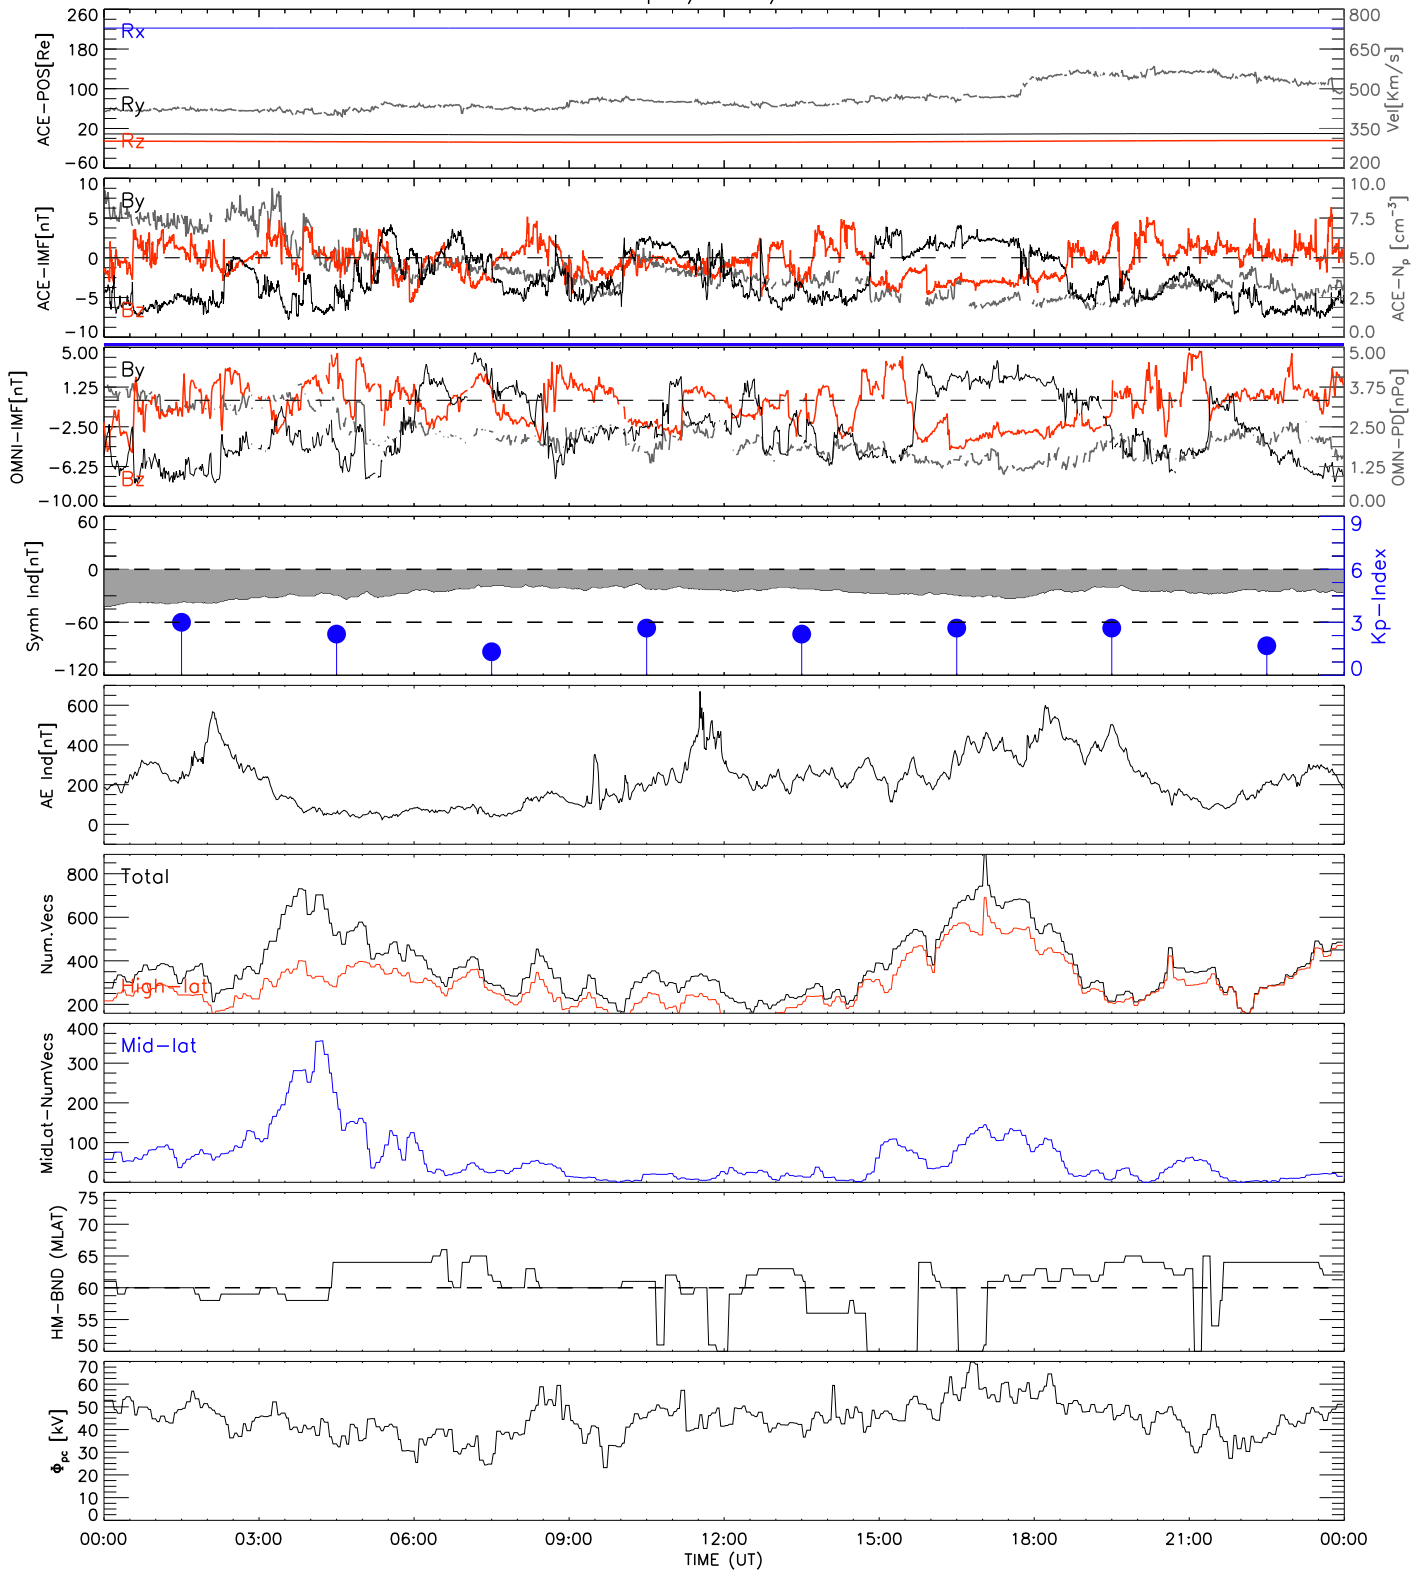 260
180
100
20
−60
ACE−POS[Re]
Rx
Ry
Rz
800
650
500
350
200
Vel[Km/s]
10
5
0
−5
−10
ACE−IMF[nT]
By
Bz
10.0
7.5
5.0
2.5
0.0
ACE−Np [cm⁻³]
5.00
1.25
−2.50
−6.25
−10.00
OMNI−IMF[nT]
By
Bz
5.00
3.75
2.50
1.25
0.00
OMN−PD[nPa]
60
0
−60
−120
Symh Ind[nT]
9
6
3
0
Kp−Index
600
400
200
0
AE Ind[nT]
800
600
400
200
Num.Vecs
Total
High−lat
400
300
200
100
0
MidLat−NumVecs
Mid−lat
75
70
65
60
55
50
HM−BND (MLAT)
70
60
50
40
30
20
10
0
Φpc [kV]
00:00 03:00 06:00 09:00 12:00 15:00 18:00 21:00 00:00
TIME (UT)